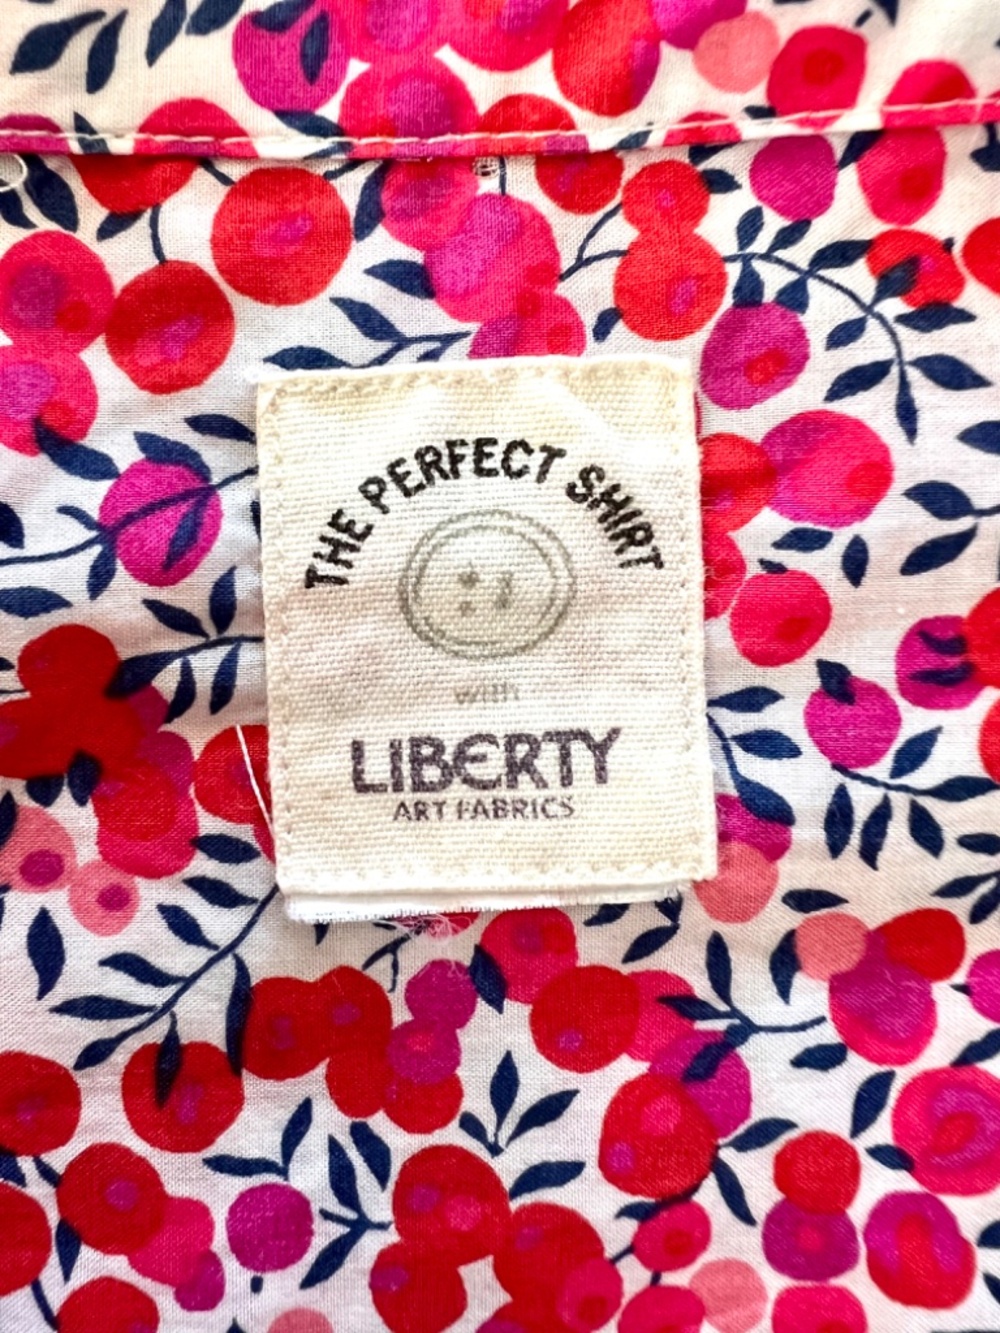 THE PERFECT SHIRT
with
LIBERTY
ART FABRICS